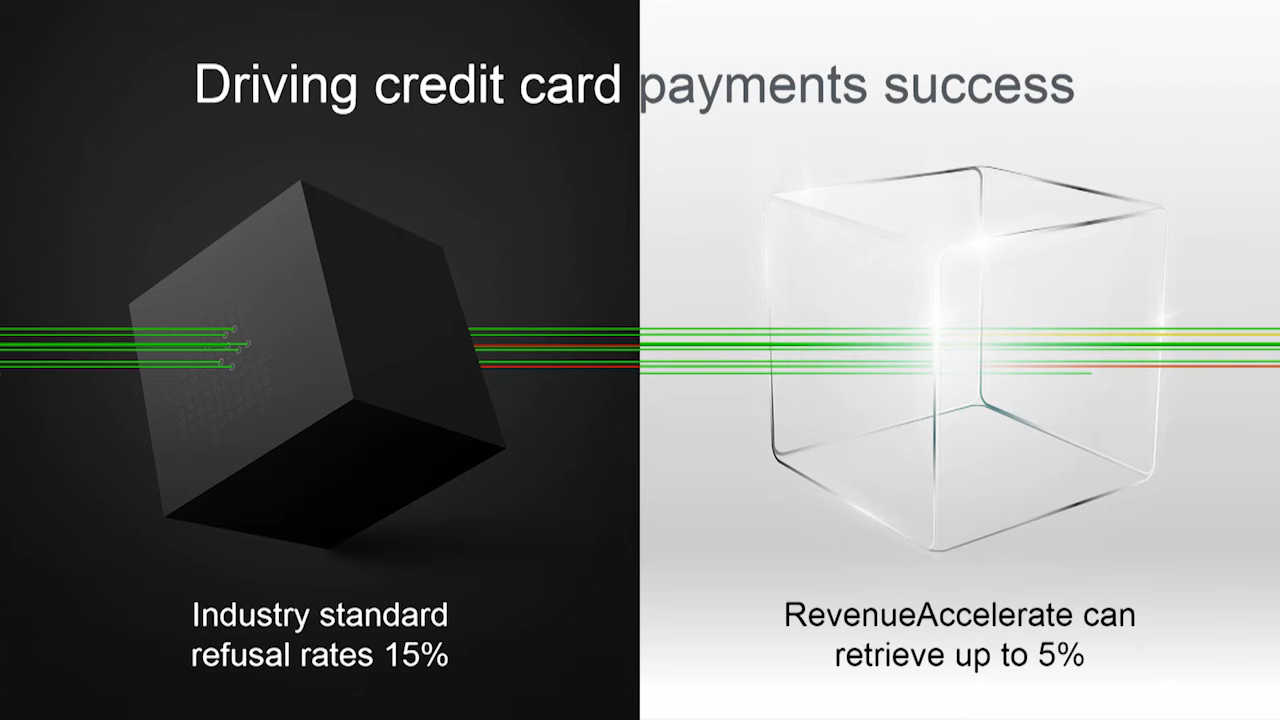 Driving credit card payments success
Industry standard
refusal rates 15%
RevenueAccelerate can
retrieve up to 5%